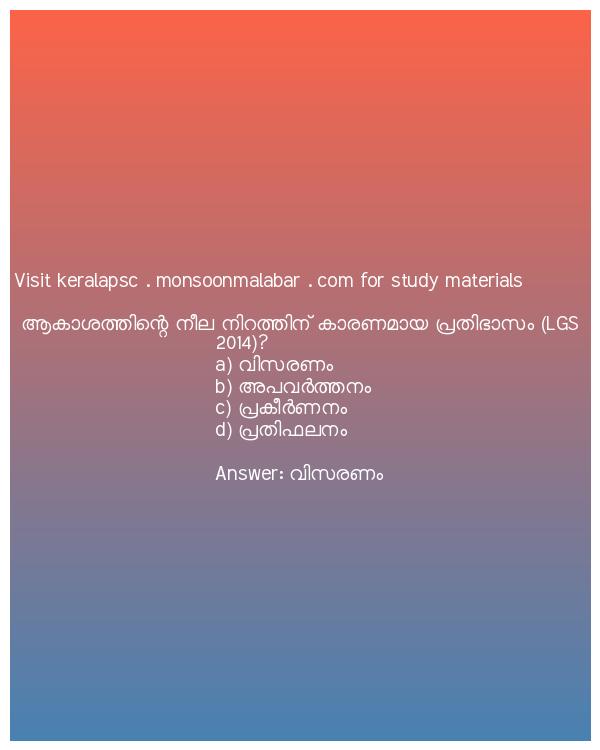 Visit keralapsc . monsoonmalabar . com for study materials
ആകാശത്തിന്റെ നീല നിറത്തിന് കാരണമായ പ്രതിഭാസം (LGS
2014)?
a) വിസരണം
b) അപവർത്തനം
c) പ്രകീർണനം
d) പ്രതിഫലനം
Answer: വിസരണം